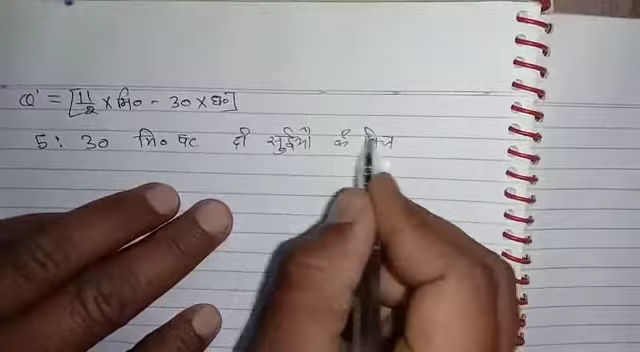 θ° = [11/2 × मि० - 30 × घं०]
5 : 30 मि० पर दो सुईयों के बिच